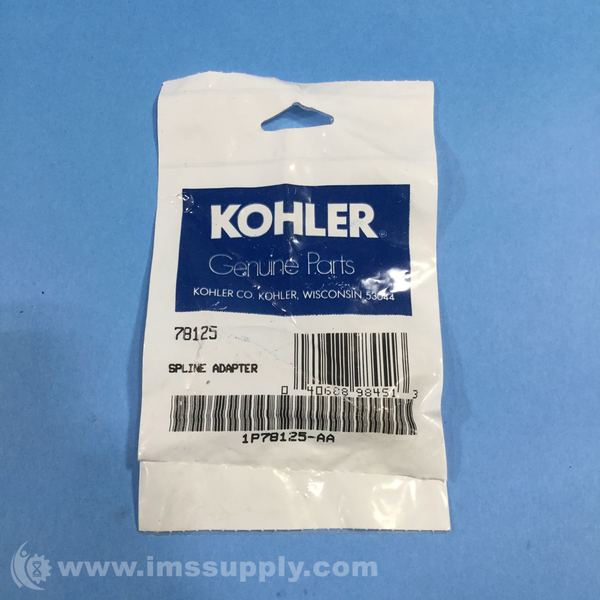 KOHLER®
Genuine Parts
KOHLER CO. KOHLER, WISCONSIN 53044
78125
SPLINE ADAPTER
0 40688 98451 3
1P78125-AA
www.imssupply.com